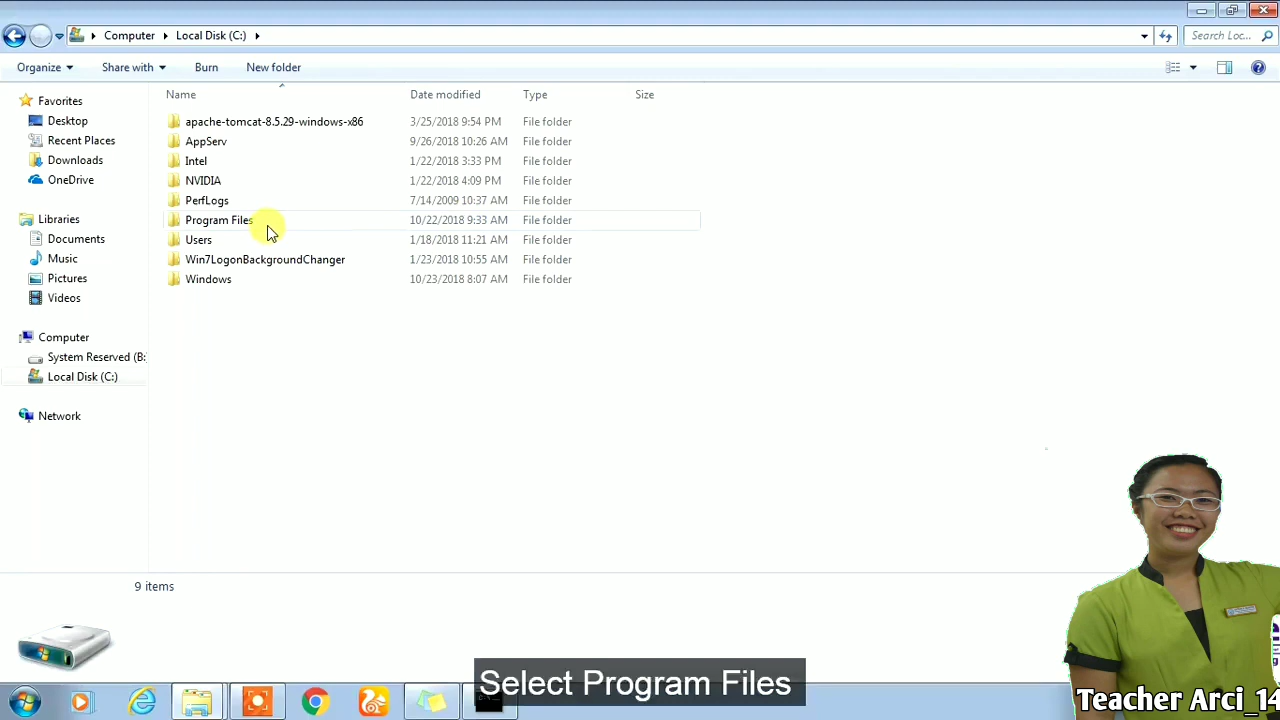 Computer Local Disk (C:) Search Loc...
Organize Share with Burn New folder
Name Date modified Type Size
Favorites
Desktop
Recent Places
Downloads
OneDrive
Libraries
Documents
Music
Pictures
Videos
Computer
System Reserved (B:
Local Disk (C:)
Network
apache-tomcat-8.5.29-windows-x86 3/25/2018 9:54 PM File folder
AppServ 9/26/2018 10:26 AM File folder
Intel 1/22/2018 3:33 PM File folder
NVIDIA 1/22/2018 4:09 PM File folder
PerfLogs 7/14/2009 10:37 AM File folder
Program Files 10/22/2018 9:33 AM File folder
Users 1/18/2018 11:21 AM File folder
Win7LogonBackgroundChanger 1/23/2018 10:55 AM File folder
Windows 10/23/2018 8:07 AM File folder
9 items
Select Program Files
Teacher Arci_14